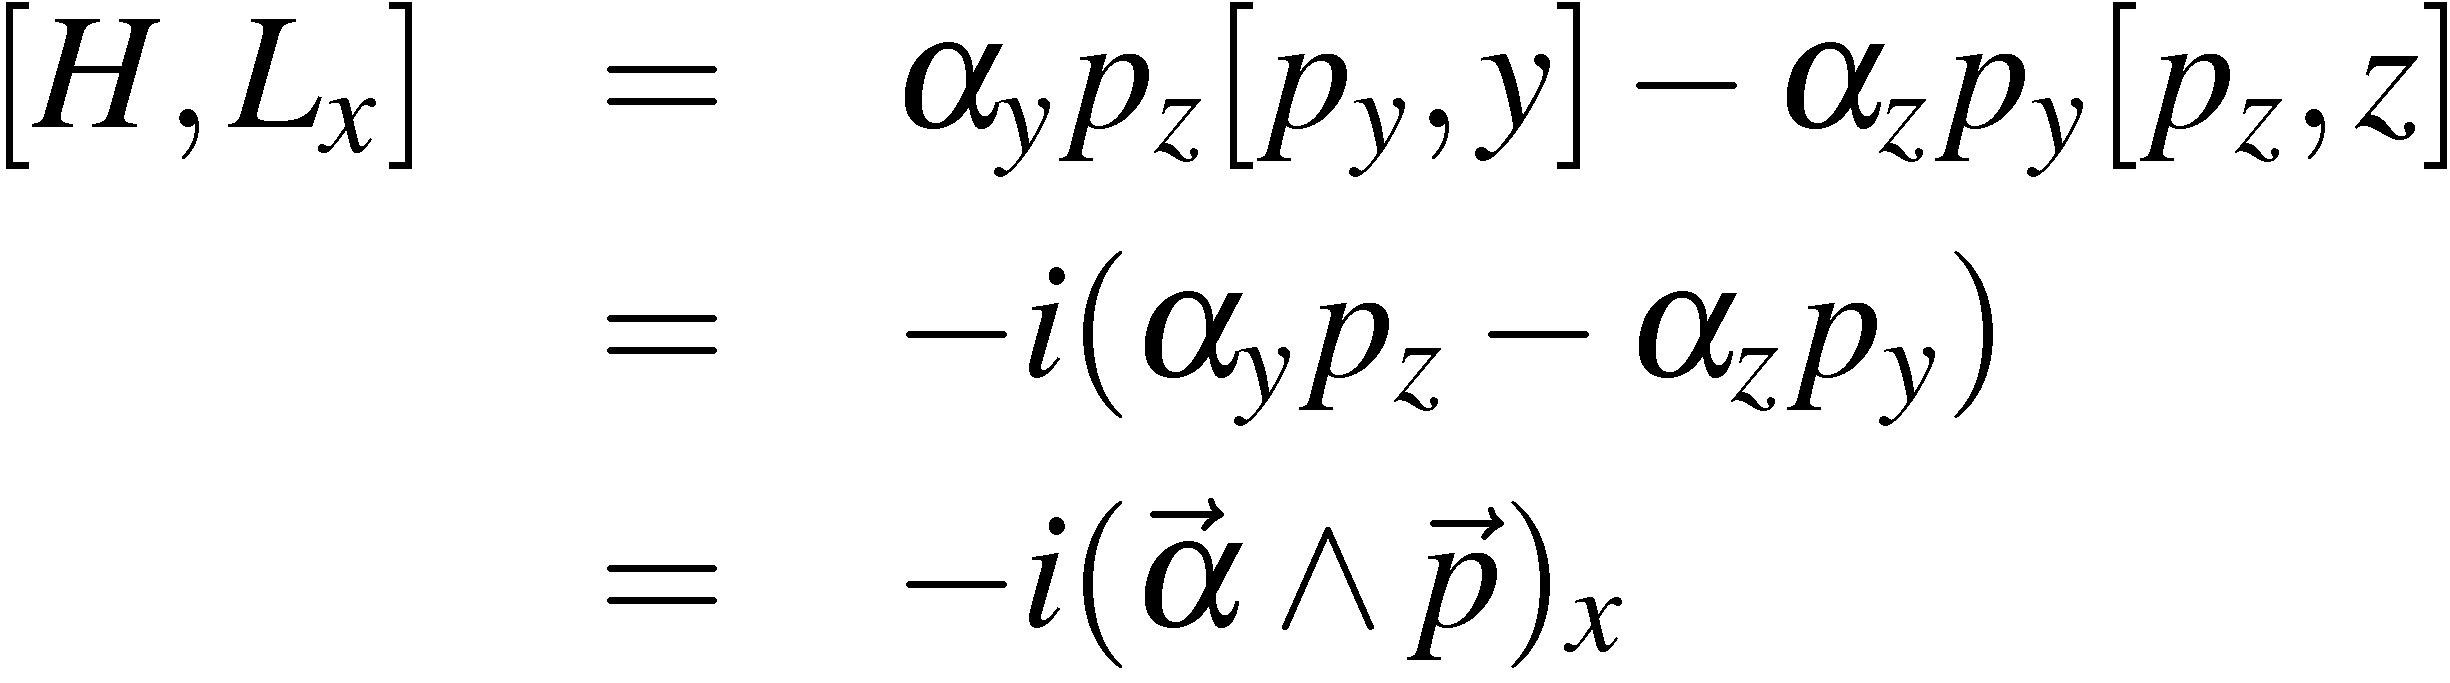 [H, L_x] = α_y p_z [p_y, y] − α_z p_y [p_z, z]
= −i(α_y p_z − α_z p_y)
= −i(α⃗ ∧ p⃗)_x